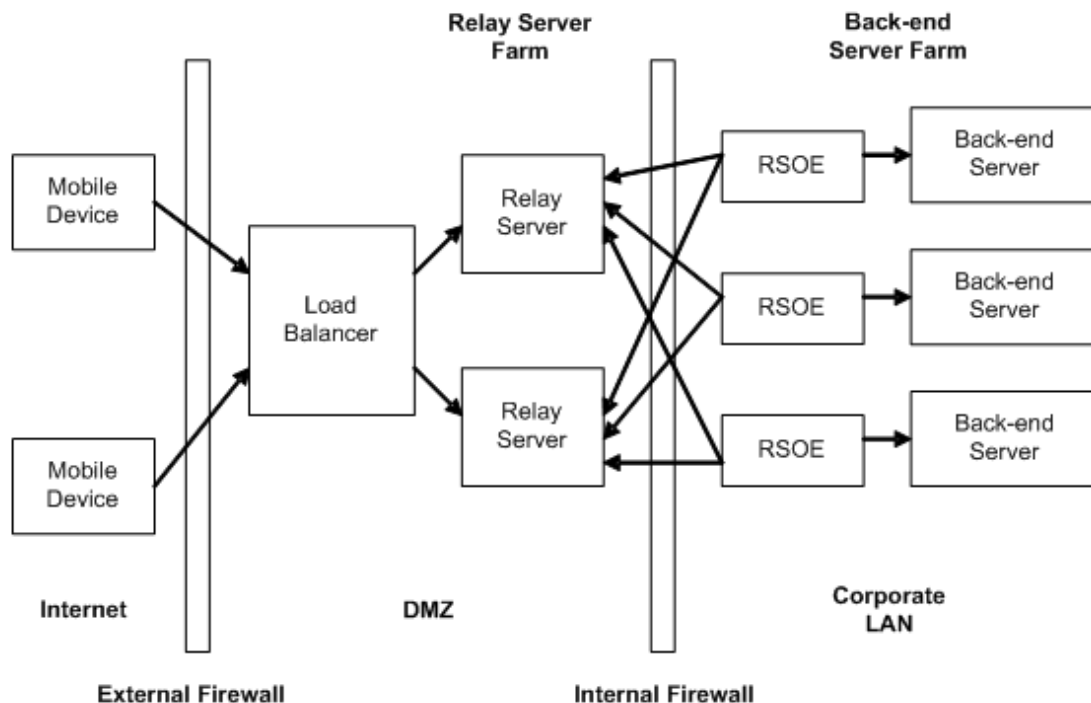 Relay Server
Farm
Back-end
Server Farm
Mobile
Device
Mobile
Device
Load
Balancer
Relay
Server
Relay
Server
RSOE
Back-end
Server
RSOE
Back-end
Server
RSOE
Back-end
Server
Internet
DMZ
Corporate
LAN
External Firewall
Internal Firewall